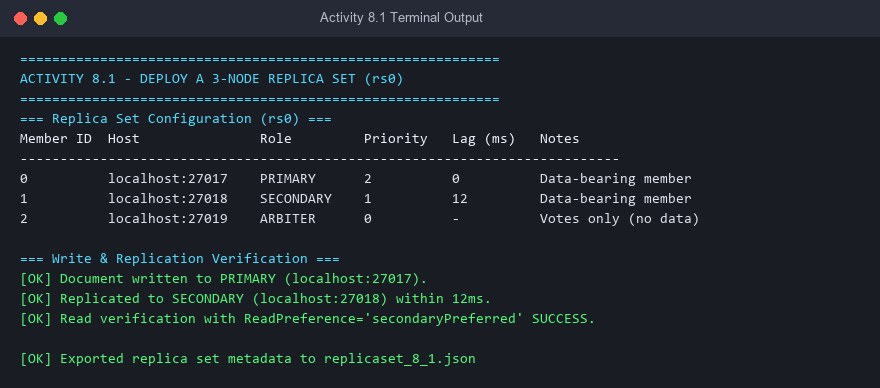 Activity 8.1 Terminal Output
============================================================
ACTIVITY 8.1 - DEPLOY A 3-NODE REPLICA SET (rs0)
============================================================
=== Replica Set Configuration (rs0) ===
Member ID  Host               Role         Priority   Lag (ms)   Notes
---------------------------------------------------------------------------
0          localhost:27017    PRIMARY      2          0          Data-bearing member
1          localhost:27018    SECONDARY    1          12         Data-bearing member
2          localhost:27019    ARBITER      0          -          Votes only (no data)
=== Write & Replication Verification ===
[OK] Document written to PRIMARY (localhost:27017).
[OK] Replicated to SECONDARY (localhost:27018) within 12ms.
[OK] Read verification with ReadPreference='secondaryPreferred' SUCCESS.
[OK] Exported replica set metadata to replicaset_8_1.json